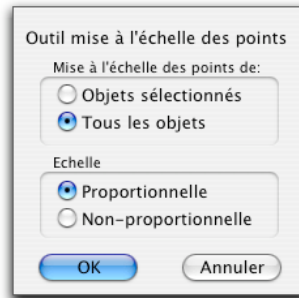 Outil mise à l'échelle des points
Mise à l'échelle des points de:
Objets sélectionnés
Tous les objets
Echelle
Proportionnelle
Non-proportionnelle
OK
Annuler